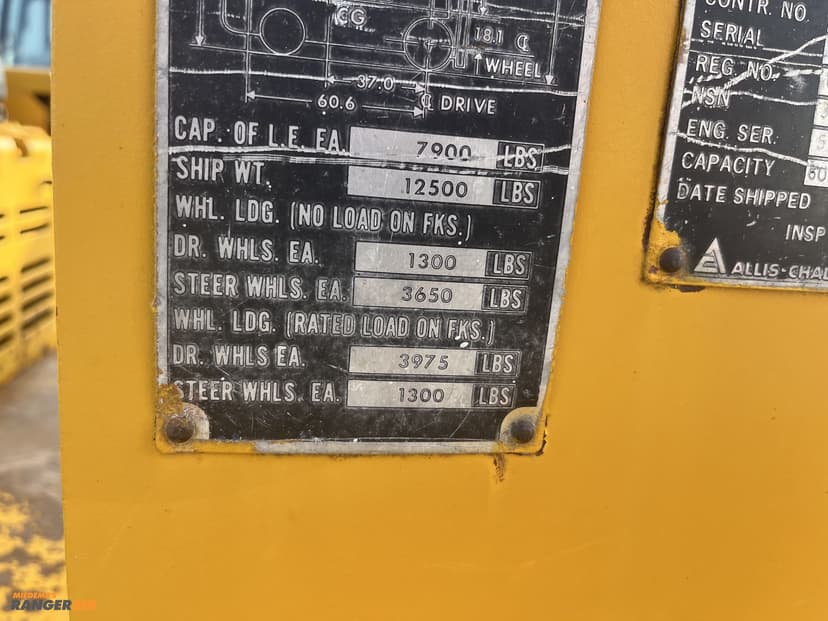 CG
18.1 ℄
WHEEL
37.0
60.6 ℄ DRIVE
CAP. OF L.E. EA. 7900 LBS
SHIP WT. 12500 LBS
WHL. LDG. (NO LOAD ON FKS.)
DR. WHLS. EA. 1300 LBS
STEER WHLS. EA. 3650 LBS
WHL. LDG. (RATED LOAD ON FKS.)
DR. WHLS EA. 3975 LBS
STEER WHLS. EA. 1300 LBS
CONTR. NO.
SERIAL
REG. NO.
NSN
ENG. SER.
CAPACITY 60
DATE SHIPPED
INSP
ALLIS-CHAL
MIEDEMA
RANGER